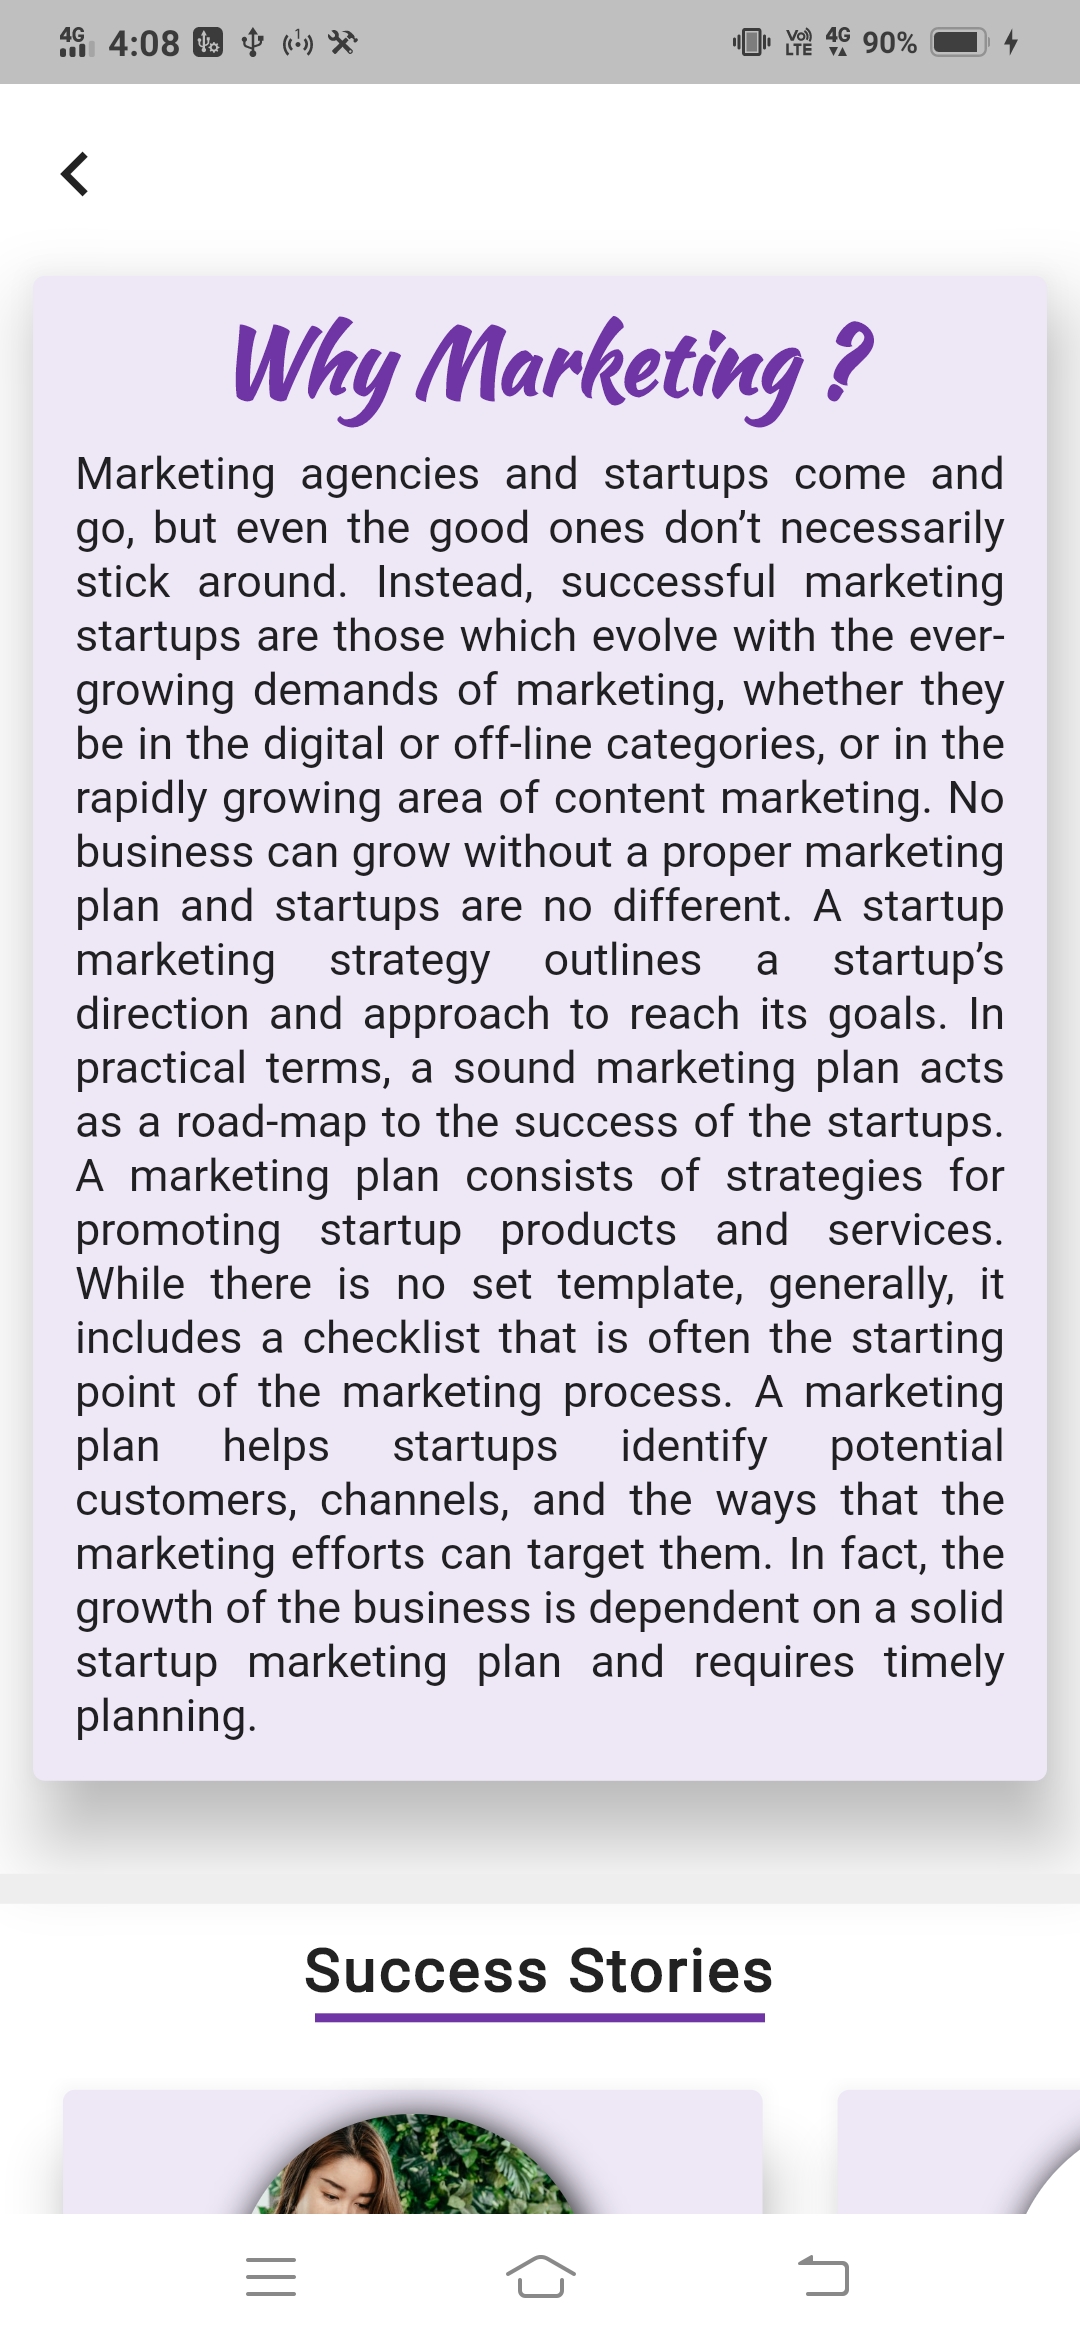 4G 4:08 1 Vo) LTE 4G 90%
Why Marketing ?
Marketing agencies and startups come and
go, but even the good ones don’t necessarily
stick around. Instead, successful marketing
startups are those which evolve with the ever-
growing demands of marketing, whether they
be in the digital or off-line categories, or in the
rapidly growing area of content marketing. No
business can grow without a proper marketing
plan and startups are no different. A startup
marketing strategy outlines a startup’s
direction and approach to reach its goals. In
practical terms, a sound marketing plan acts
as a road-map to the success of the startups.
A marketing plan consists of strategies for
promoting startup products and services.
While there is no set template, generally, it
includes a checklist that is often the starting
point of the marketing process. A marketing
plan helps startups identify potential
customers, channels, and the ways that the
marketing efforts can target them. In fact, the
growth of the business is dependent on a solid
startup marketing plan and requires timely
planning.
Success Stories